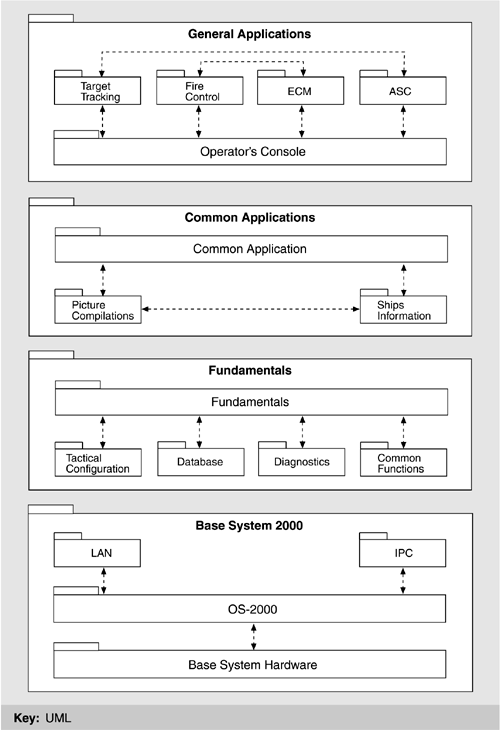 General Applications
Target
Tracking
Fire
Control
ECM
ASC
Operator's Console
Common Applications
Common Application
Picture
Compilations
Ships
Information
Fundamentals
Fundamentals
Tactical
Configuration
Database
Diagnostics
Common
Functions
Base System 2000
LAN
IPC
OS-2000
Base System Hardware
Key: UML